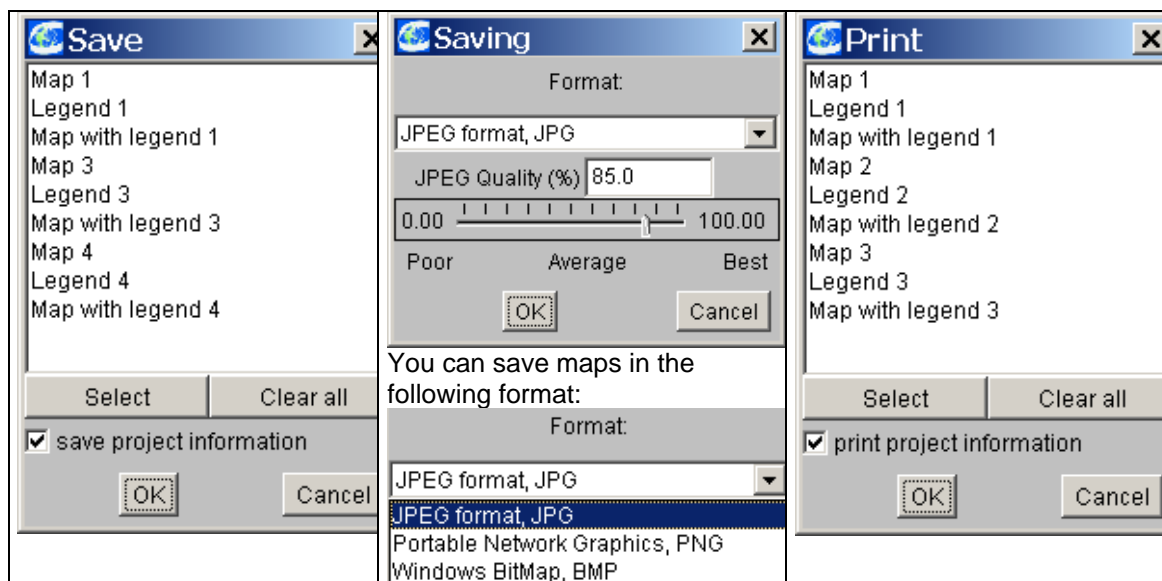 Save
Map 1
Legend 1
Map with legend 1
Map 3
Legend 3
Map with legend 3
Map 4
Legend 4
Map with legend 4
Select Clear all
save project information
OK Cancel
Saving
Format:
JPEG format, JPG
JPEG Quality (%) 85.0
0.00 100.00
Poor Average Best
OK Cancel
You can save maps in the
following format:
Format:
JPEG format, JPG
JPEG format, JPG
Portable Network Graphics, PNG
Windows BitMap, BMP
Print
Map 1
Legend 1
Map with legend 1
Map 2
Legend 2
Map with legend 2
Map 3
Legend 3
Map with legend 3
Select Clear all
print project information
OK Cancel